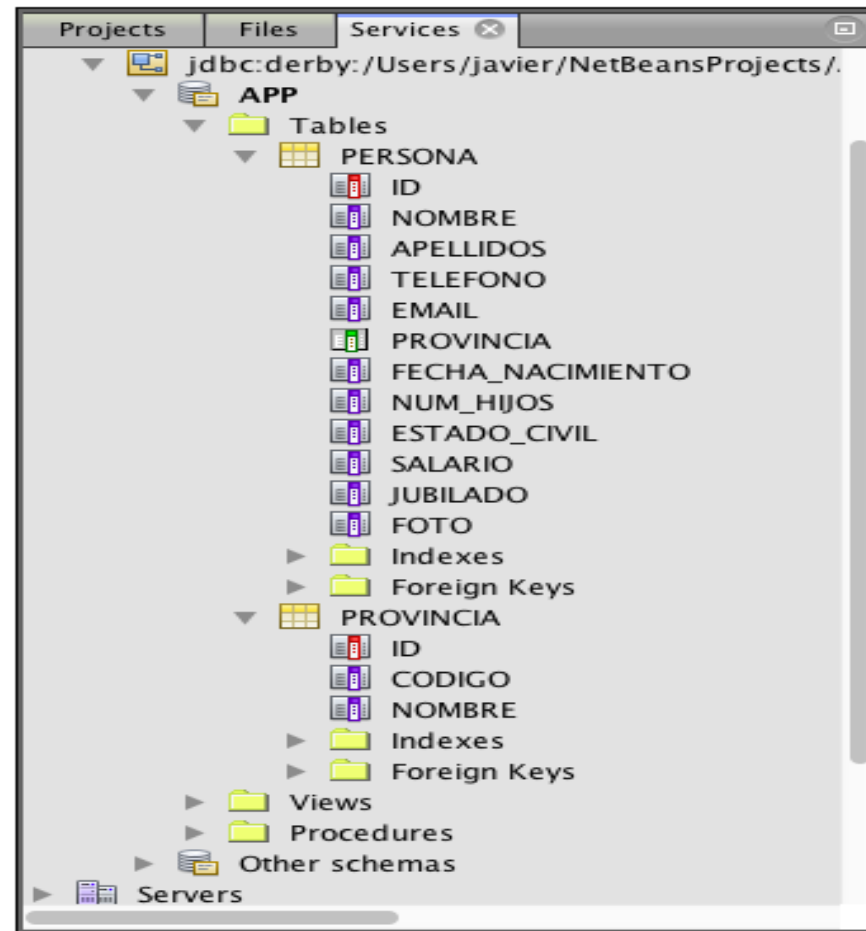 Projects Files Services
jdbc:derby:/Users/javier/NetBeansProjects/.
APP
Tables
PERSONA
ID
NOMBRE
APELLIDOS
TELEFONO
EMAIL
PROVINCIA
FECHA_NACIMIENTO
NUM_HIJOS
ESTADO_CIVIL
SALARIO
JUBILADO
FOTO
Indexes
Foreign Keys
PROVINCIA
ID
CODIGO
NOMBRE
Indexes
Foreign Keys
Views
Procedures
Other schemas
Servers